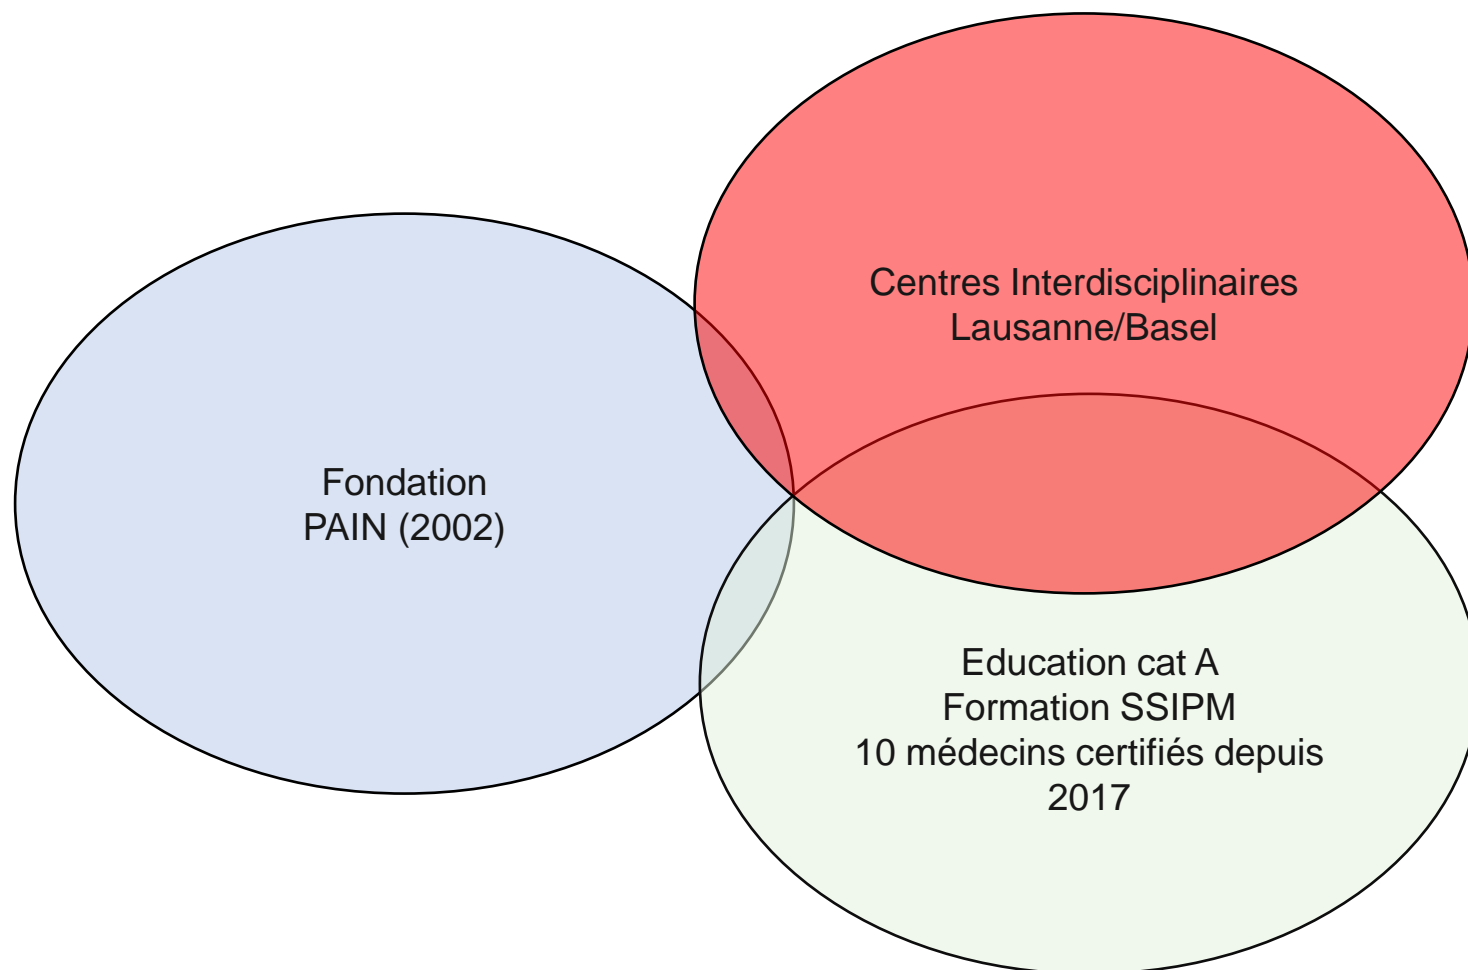 Centres Interdisciplinaires
Lausanne/Basel
Fondation
PAIN (2002)
Education cat A
Formation SSIPM
10 médecins certifiés depuis
2017